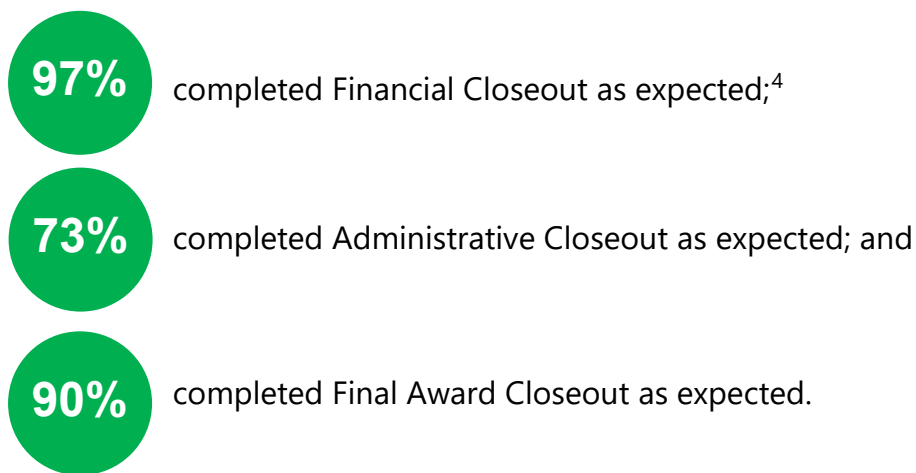 97% completed Financial Closeout as expected;4
73% completed Administrative Closeout as expected; and
90% completed Final Award Closeout as expected.